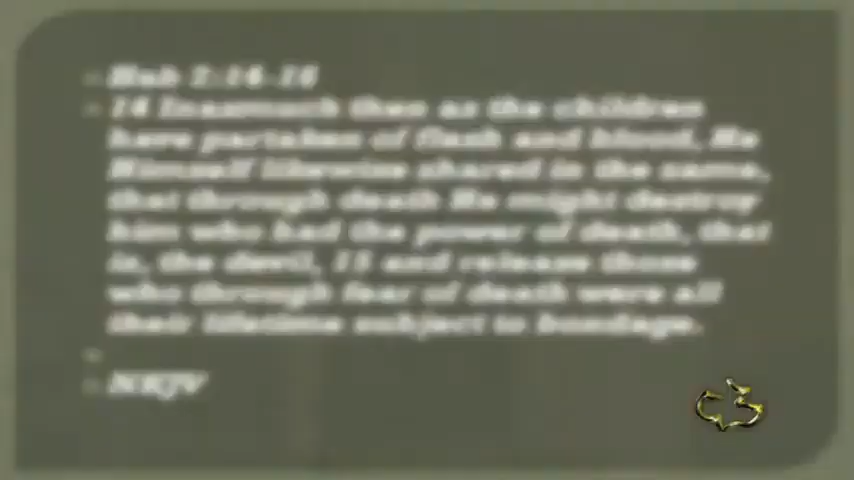 Heb 2:14-16
14 Inasmuch then as the children
have partaken of flesh and blood, He
Himself likewise shared in the same,
that through death He might destroy
him who had the power of death, that
is, the devil, 15 and release those
who through fear of death were all
their lifetime subject to bondage.
NKJV